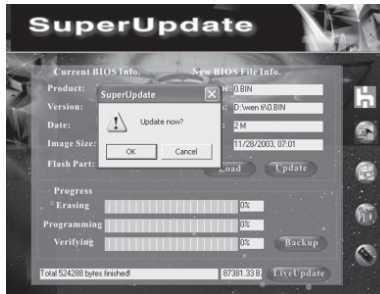 SuperUpdate
Current BIOS Info. New BIOS File Info.
Product: 0.BIN
SuperUpdate
Version: D:\wen ti\0.BIN
Update now?
Date: 2 M
Image Size: 11/28/2003, 07:01
OK Cancel
Flash Part: Load Update
Progress
Erasing 0%
Programming 0%
Verifying 0% Backup
Total 524288 bytes finished! 87381.33 B. LiveUpdate